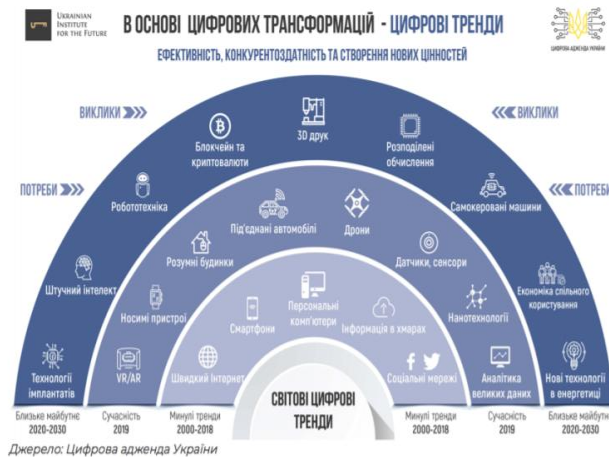 UKRAINIAN
INSTITUTE
FOR THE FUTURE
В ОСНОВІ ЦИФРОВИХ ТРАНСФОРМАЦІЙ - ЦИФРОВІ ТРЕНДИ
ЕФЕКТИВНІСТЬ, КОНКУРЕНТОЗДАТНІСТЬ ТА СТВОРЕННЯ НОВИХ ЦІННОСТЕЙ
ЦИФРОВА АДЖЕНДА УКРАЇНИ
ВИКЛИКИ
ВИКЛИКИ
ПОТРЕБИ
ПОТРЕБИ
Технології
імплантатів
Штучний інтелект
Робототехніка
Блокчейн та
криптовалюти
3D друк
Розподілені
обчислення
Самокеровані машини
Економіка спільного
користування
Нові технології
в енергетиці
VR/AR
Носимі пристрої
Розумні будинки
Під'єднані автомобілі
Дрони
Датчики, сенсори
Нанотехнології
Аналітика
великих даних
Швидкий Інтернет
Смартфони
Персональні
комп'ютери
Інформація в хмарах
Соціальні мережі
СВІТОВІ ЦИФРОВІ
ТРЕНДИ
Близьке майбутнє
2020-2030
Сучасність
2019
Минулі тренди
2000-2018
Минулі тренди
2000-2018
Сучасність
2019
Близьке майбутнє
2020-2030
Джерело: Цифрова адженда України